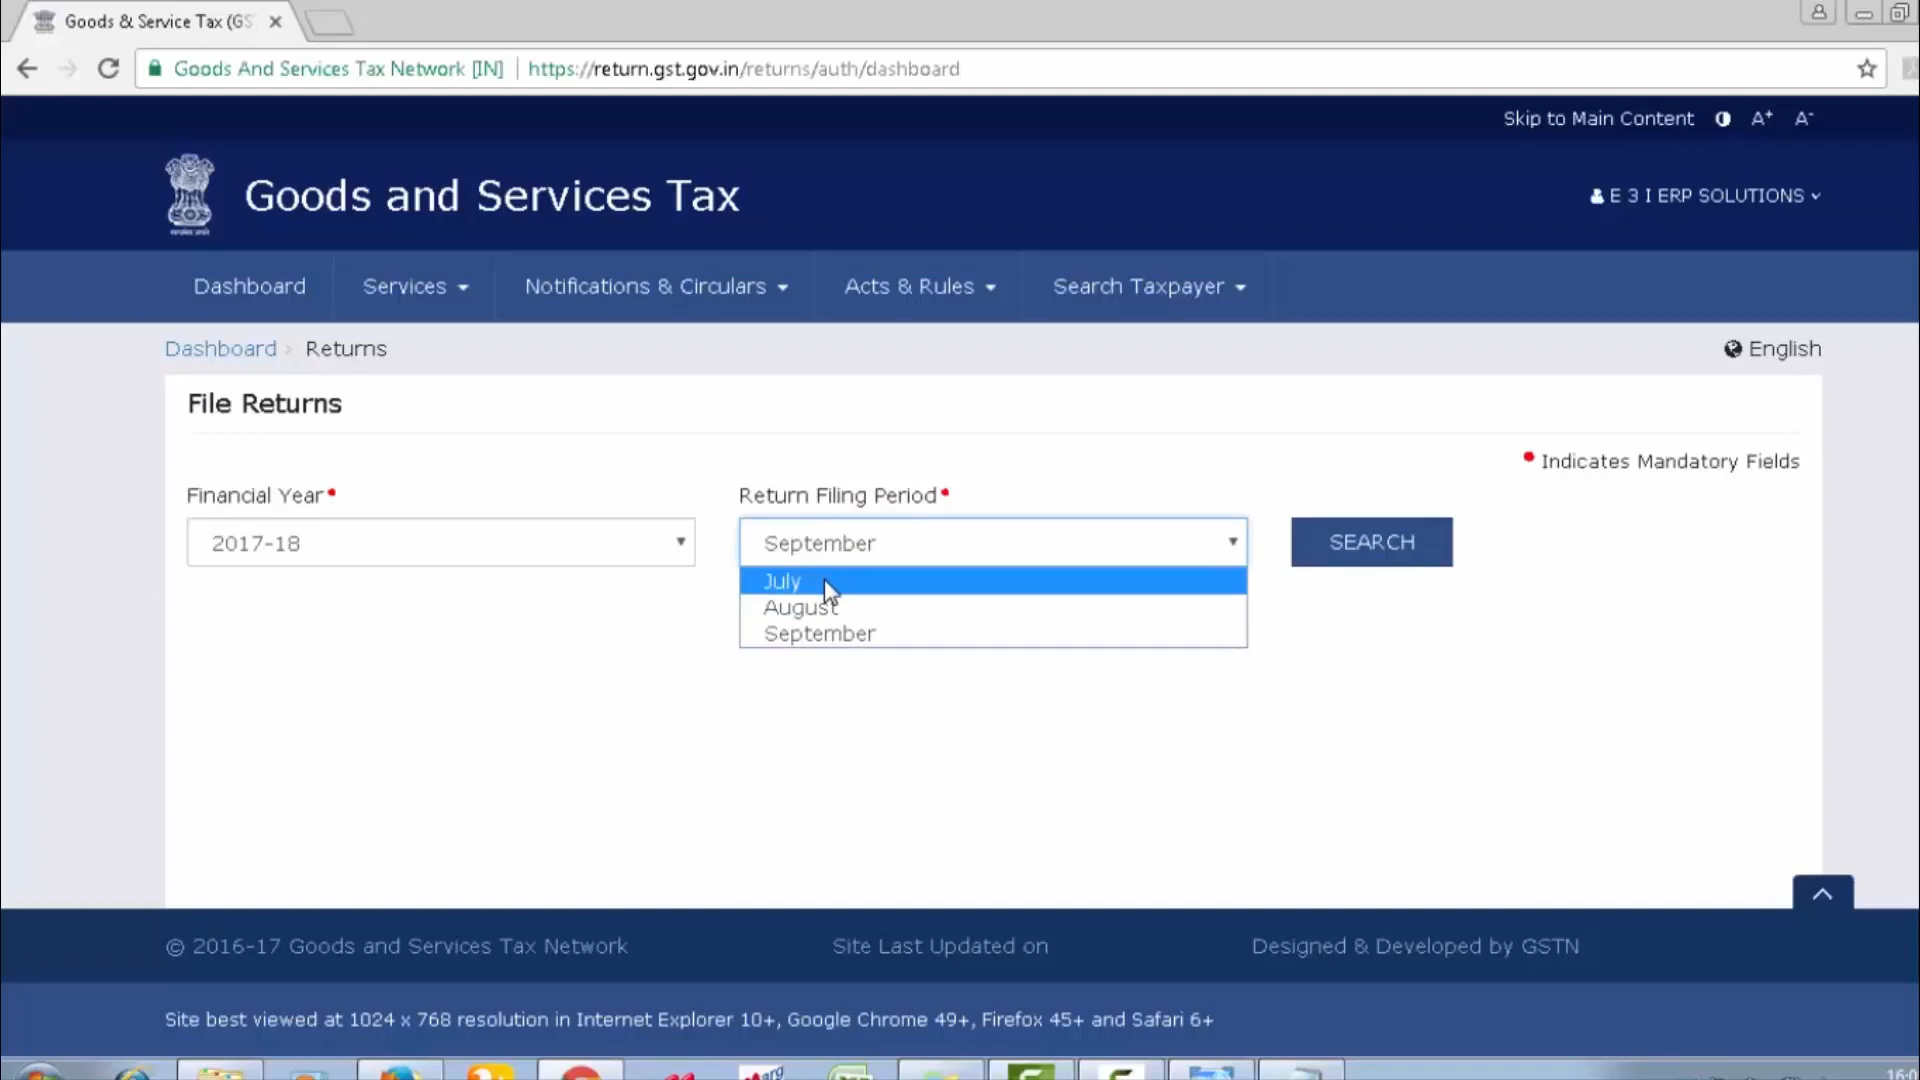 Goods & Service Tax (GS
Goods And Services Tax Network [IN]
https://return.gst.gov.in/returns/auth/dashboard
Skip to Main Content
A+
A-
Goods and Services Tax
E 3 I ERP SOLUTIONS
Dashboard
Services
Notifications & Circulars
Acts & Rules
Search Taxpayer
Dashboard > Returns
English
File Returns
• Indicates Mandatory Fields
Financial Year•
Return Filing Period•
2017-18
September
SEARCH
July
August
September
© 2016-17 Goods and Services Tax Network
Site Last Updated on
Designed & Developed by GSTN
Site best viewed at 1024 x 768 resolution in Internet Explorer 10+, Google Chrome 49+, Firefox 45+ and Safari 6+